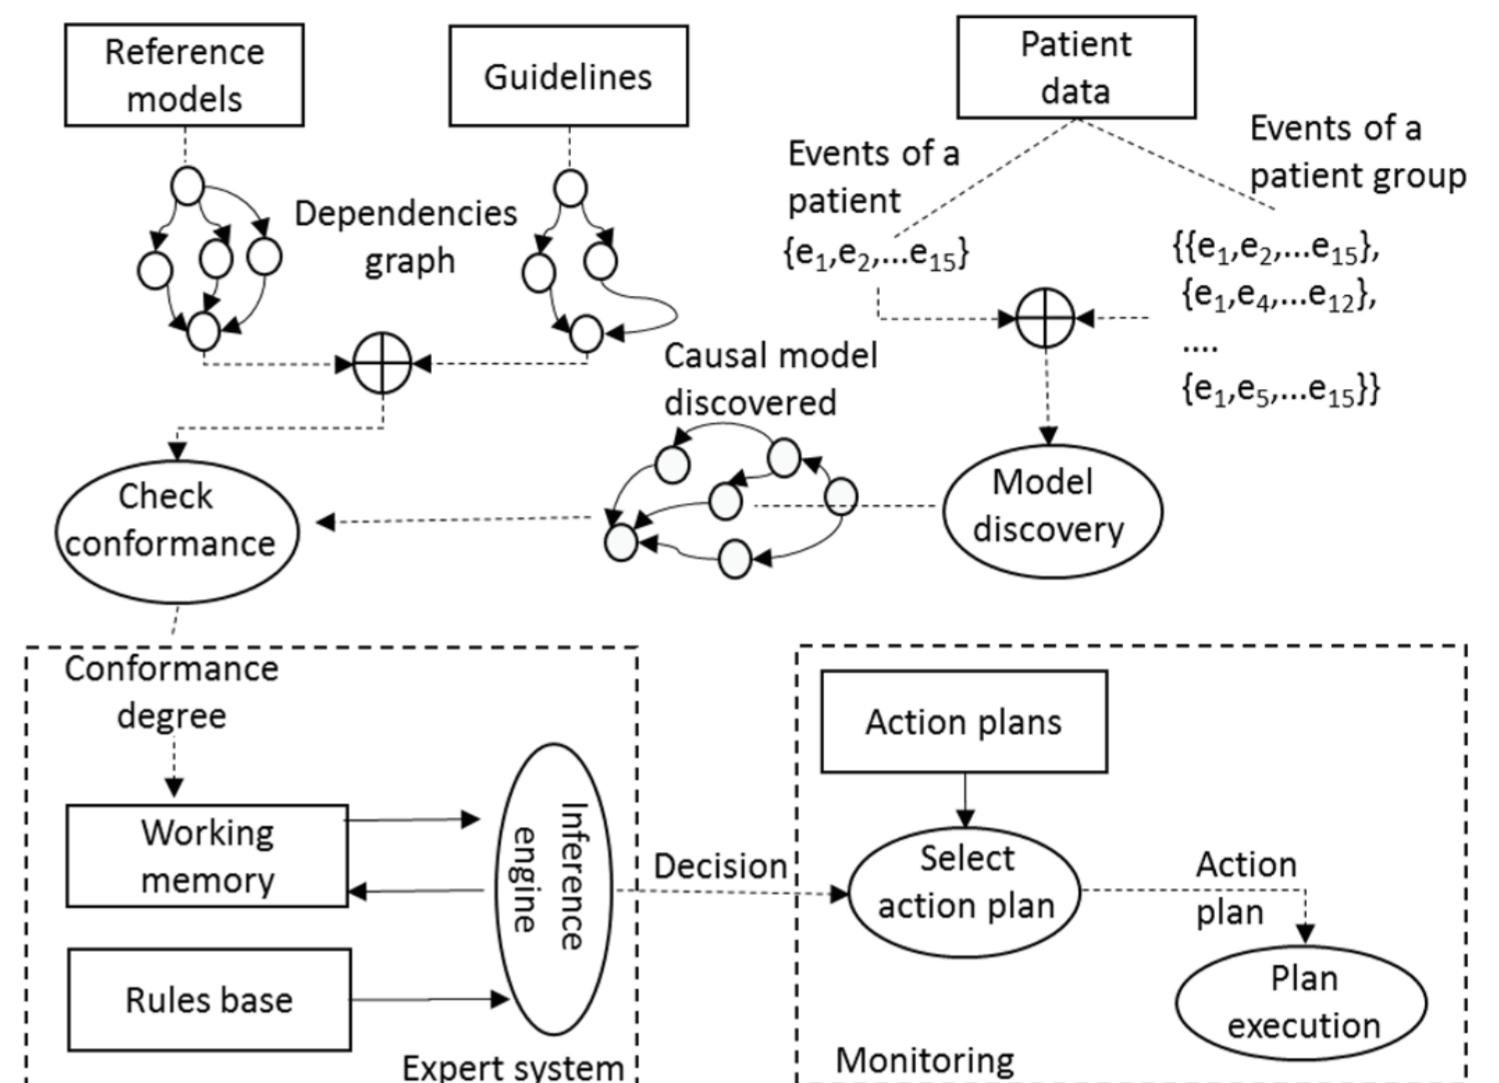 Reference
models
Guidelines
Patient
data
Events of a
patient
Events of a
patient group
Dependencies
graph
{e₁,e₂,...e₁₅}
{{e₁,e₂,...e₁₅},
{e₁,e₄,...e₁₂},
....
{e₁,e₅,...e₁₅}}
Causal model
discovered
Check
conformance
Model
discovery
Conformance
degree
Working
memory
Rules base
Inference
engine
Expert system
Decision
Action plans
Select
action plan
Action
plan
Plan
execution
Monitoring